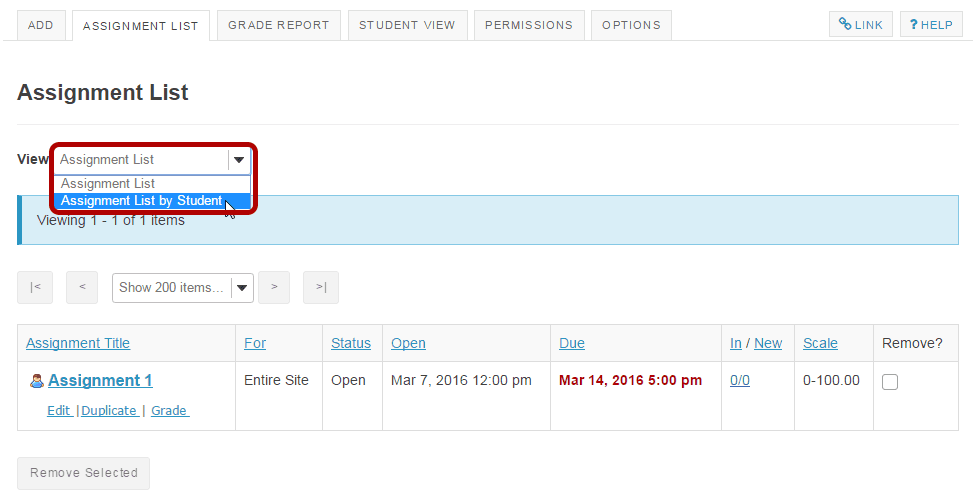 ADD ASSIGNMENT LIST GRADE REPORT STUDENT VIEW PERMISSIONS OPTIONS LINK ? HELP
Assignment List
View Assignment List
Assignment List
Assignment List by Student
Viewing 1 - 1 of 1 items
|< < Show 200 items... > >|
Assignment Title For Status Open Due In / New Scale Remove?
Assignment 1 Entire Site Open Mar 7, 2016 12:00 pm Mar 14, 2016 5:00 pm 0/0 0-100.00
Edit | Duplicate | Grade
Remove Selected